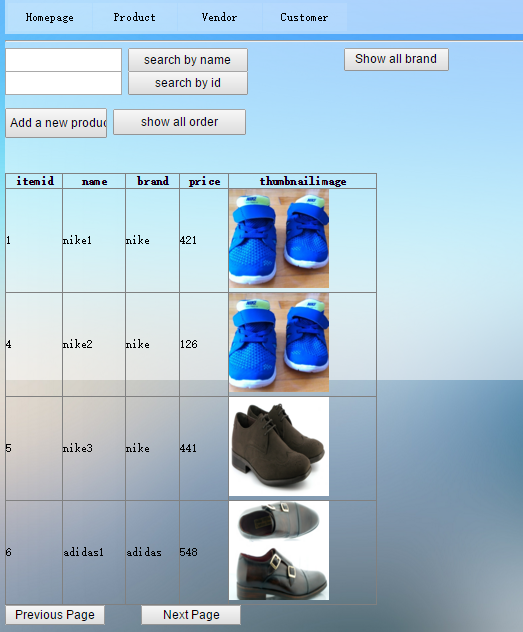 Homepage Product Vendor Customer
search by name Show all brand
search by id
Add a new produc show all order
itemid name brand price thumbnailimage
1 nike1 nike 421
4 nike2 nike 126
5 nike3 nike 441
6 adidas1 adidas 548
Previous Page Next Page